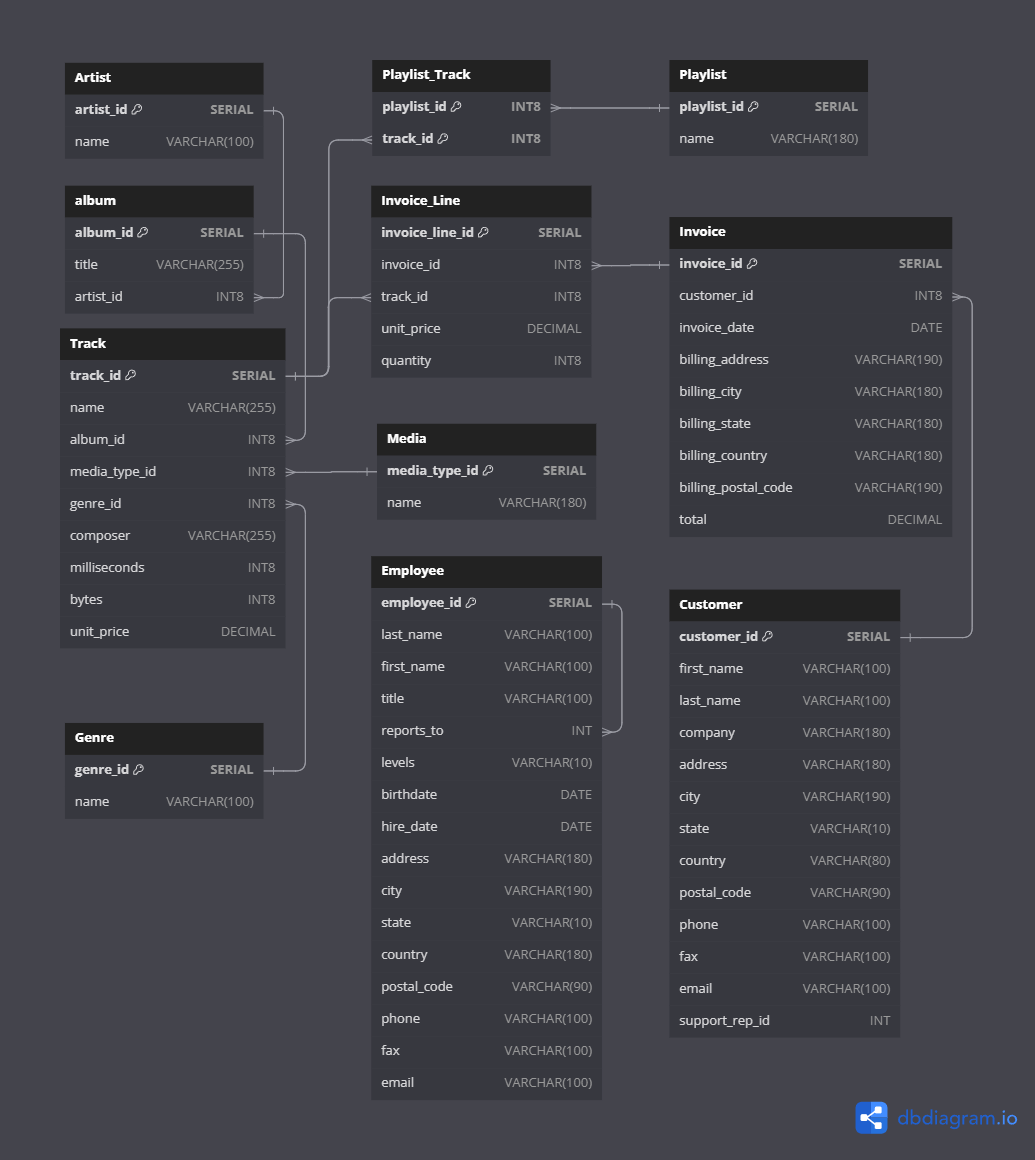 Artist
artist_id SERIAL
name VARCHAR(100)
album
album_id SERIAL
title VARCHAR(255)
artist_id INT8
Track
track_id SERIAL
name VARCHAR(255)
album_id INT8
media_type_id INT8
genre_id INT8
composer VARCHAR(255)
milliseconds INT8
bytes INT8
unit_price DECIMAL
Genre
genre_id SERIAL
name VARCHAR(100)
Playlist_Track
playlist_id INT8
track_id INT8
Invoice_Line
invoice_line_id SERIAL
invoice_id INT8
track_id INT8
unit_price DECIMAL
quantity INT8
Media
media_type_id SERIAL
name VARCHAR(180)
Employee
employee_id SERIAL
last_name VARCHAR(100)
first_name VARCHAR(100)
title VARCHAR(100)
reports_to INT
levels VARCHAR(10)
birthdate DATE
hire_date DATE
address VARCHAR(180)
city VARCHAR(190)
state VARCHAR(10)
country VARCHAR(180)
postal_code VARCHAR(90)
phone VARCHAR(100)
fax VARCHAR(100)
email VARCHAR(100)
Playlist
playlist_id SERIAL
name VARCHAR(180)
Invoice
invoice_id SERIAL
customer_id INT8
invoice_date DATE
billing_address VARCHAR(190)
billing_city VARCHAR(180)
billing_state VARCHAR(180)
billing_country VARCHAR(180)
billing_postal_code VARCHAR(190)
total DECIMAL
Customer
customer_id SERIAL
first_name VARCHAR(100)
last_name VARCHAR(100)
company VARCHAR(180)
address VARCHAR(180)
city VARCHAR(190)
state VARCHAR(10)
country VARCHAR(80)
postal_code VARCHAR(90)
phone VARCHAR(100)
fax VARCHAR(100)
email VARCHAR(100)
support_rep_id INT
dbdiagram.io